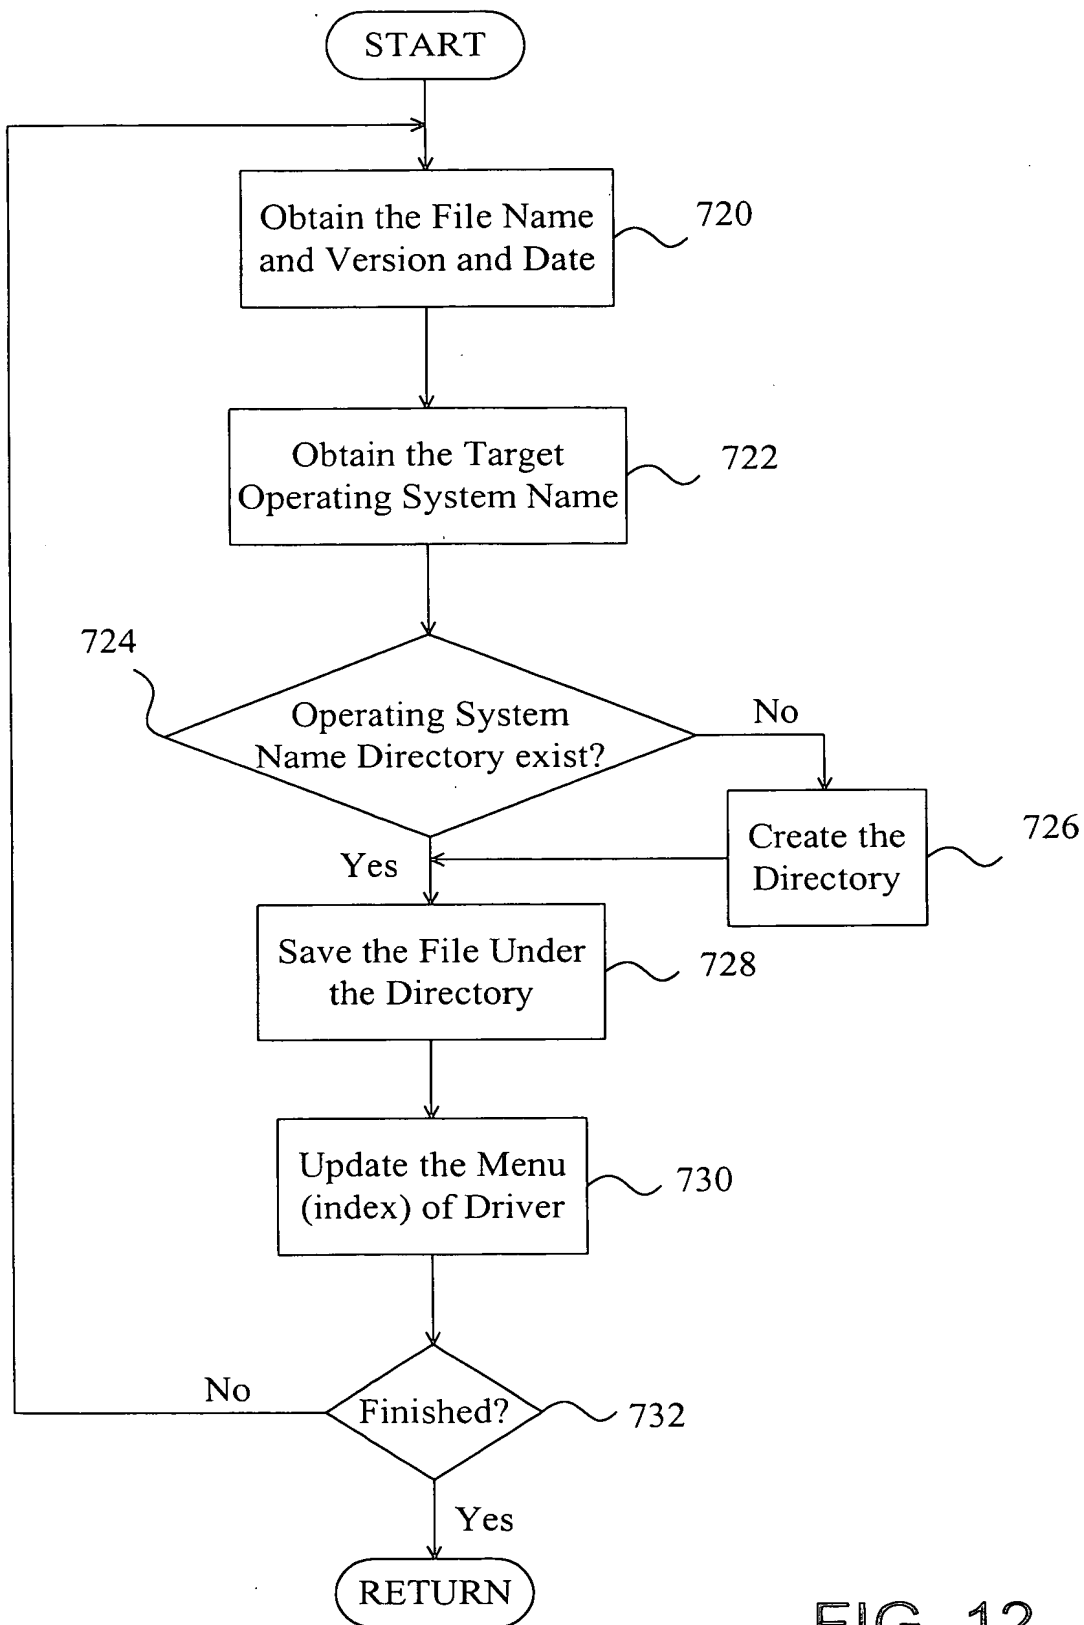 START
Obtain the File Name
and Version and Date
720
Obtain the Target
Operating System Name
722
724
Operating System
Name Directory exist?
No
Create the
Directory
726
Yes
Save the File Under
the Directory
728
Update the Menu
(index) of Driver
730
Finished?
No
732
Yes
RETURN
FIG. 12